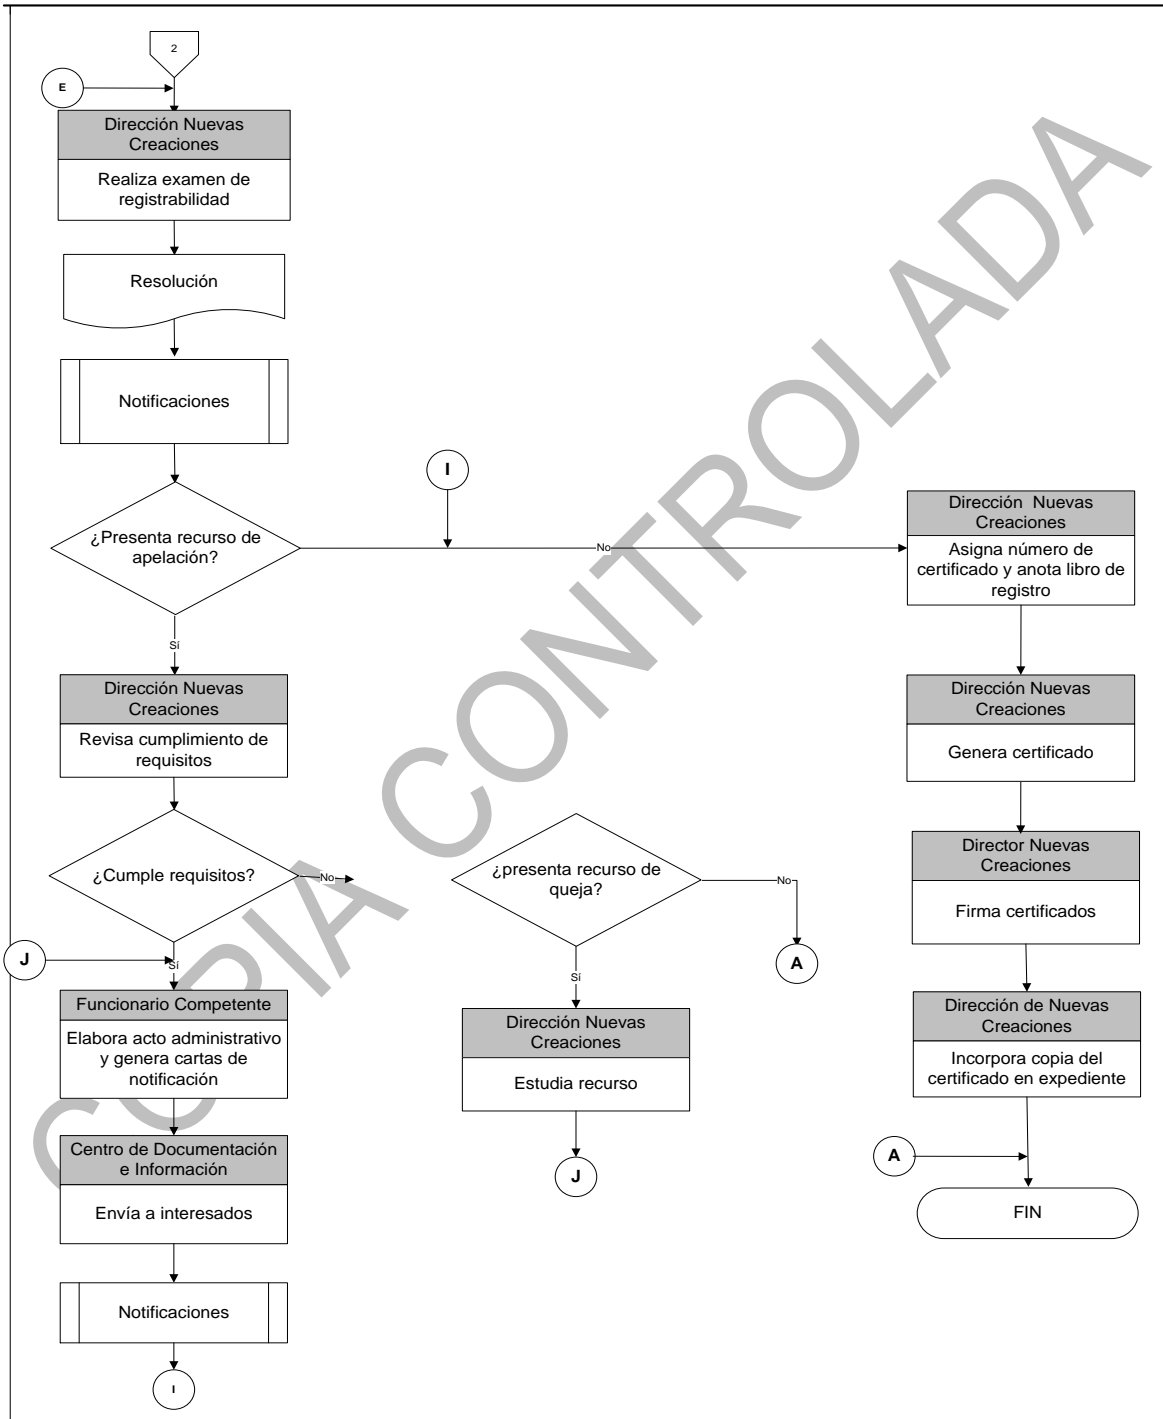 2
E
Dirección Nuevas
Creaciones
Realiza examen de
registrabilidad
Resolución
Notificaciones
I
¿Presenta recurso de
apelación?
No
Sí
Dirección  Nuevas
Creaciones
Asigna número de
certificado y anota libro de
registro
Dirección Nuevas
Creaciones
Revisa cumplimiento de
requisitos
Dirección Nuevas
Creaciones
Genera certificado
¿Cumple requisitos?
No
Sí
J
¿presenta recurso de
queja?
No
A
Sí
Director Nuevas
Creaciones
Firma certificados
Funcionario Competente
Elabora acto administrativo
y genera cartas de
notificación
Dirección Nuevas
Creaciones
Estudia recurso
J
Dirección de Nuevas
Creaciones
Incorpora copia del
certificado en expediente
A
FIN
Centro de Documentación
e Información
Envía a interesados
Notificaciones
I
COPIA CONTROLADA